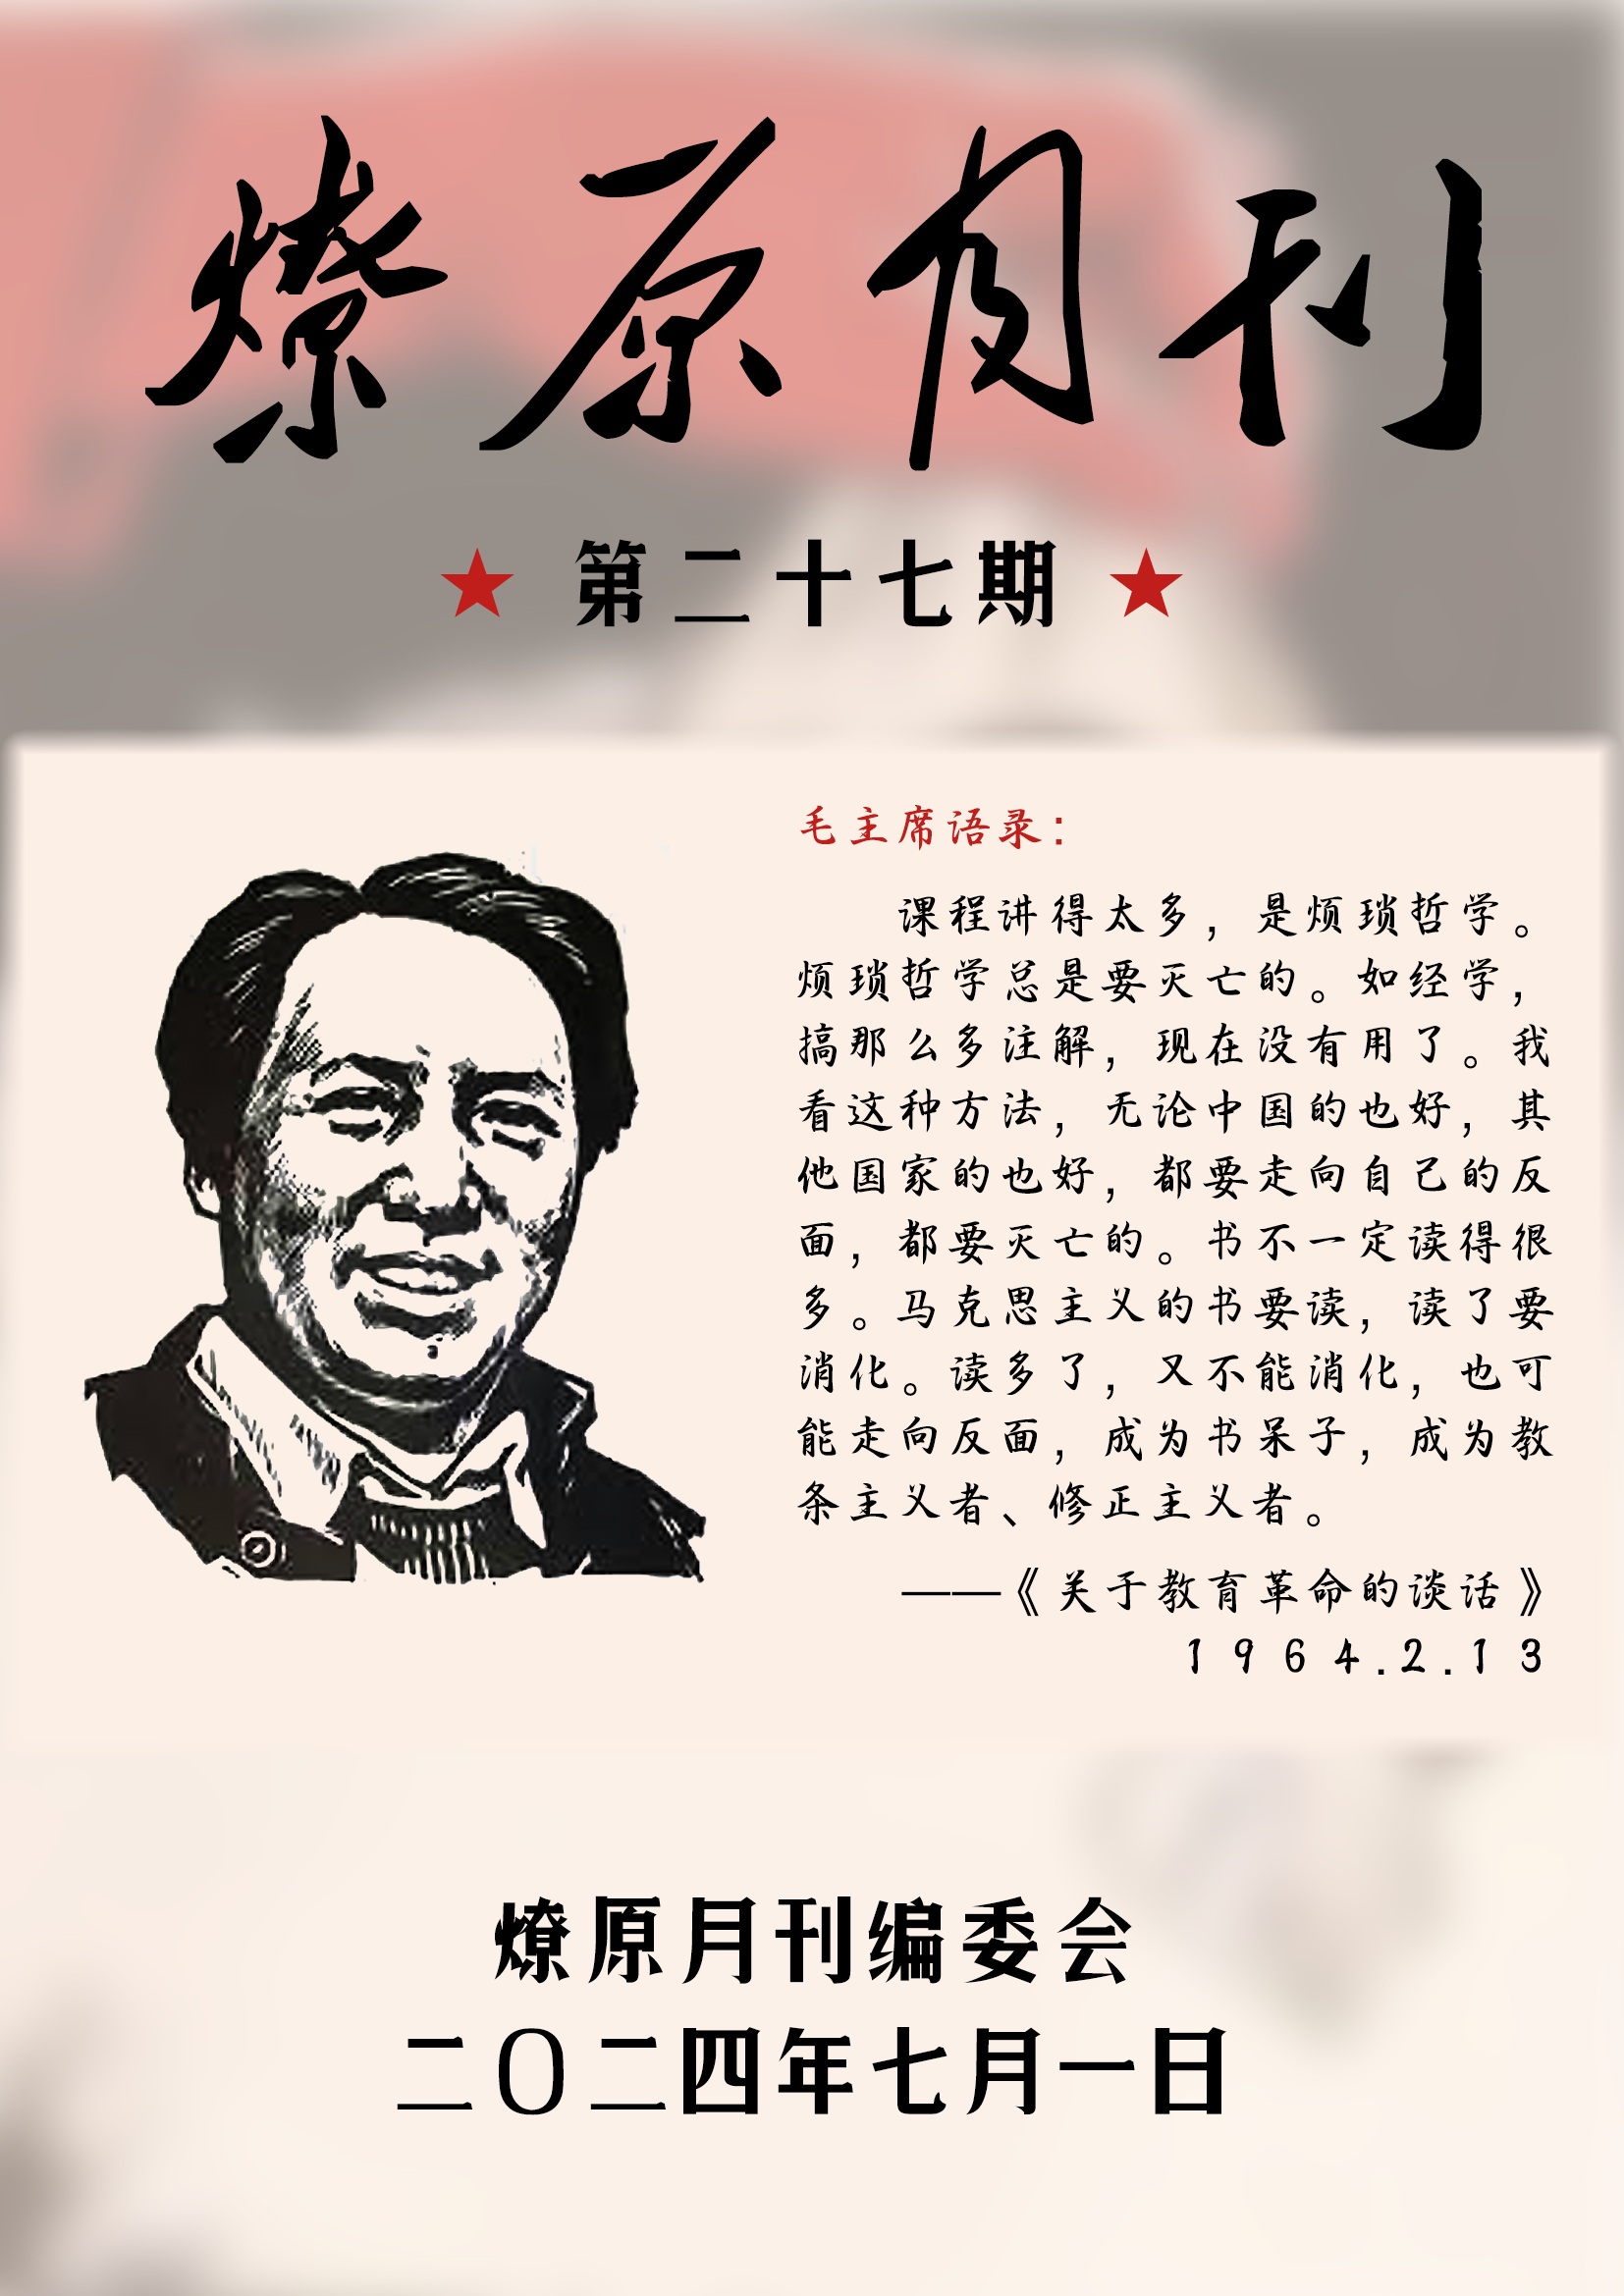 燎原月刊
★ 第二十七期 ★
毛主席语录：
课程讲得太多，是烦琐哲学。
烦琐哲学总是要灭亡的。如经学，
搞那么多注解，现在没有用了。我
看这种方法，无论中国的也好，其
他国家的也好，都要走向自己的反
面，都要灭亡的。书不一定读得很
多。马克思主义的书要读，读了要
消化。读多了，又不能消化，也可
能走向反面，成为书呆子，成为教
条主义者、修正主义者。
——《关于教育革命的谈话》
1964.2.13
燎原月刊编委会
二〇二四年七月一日